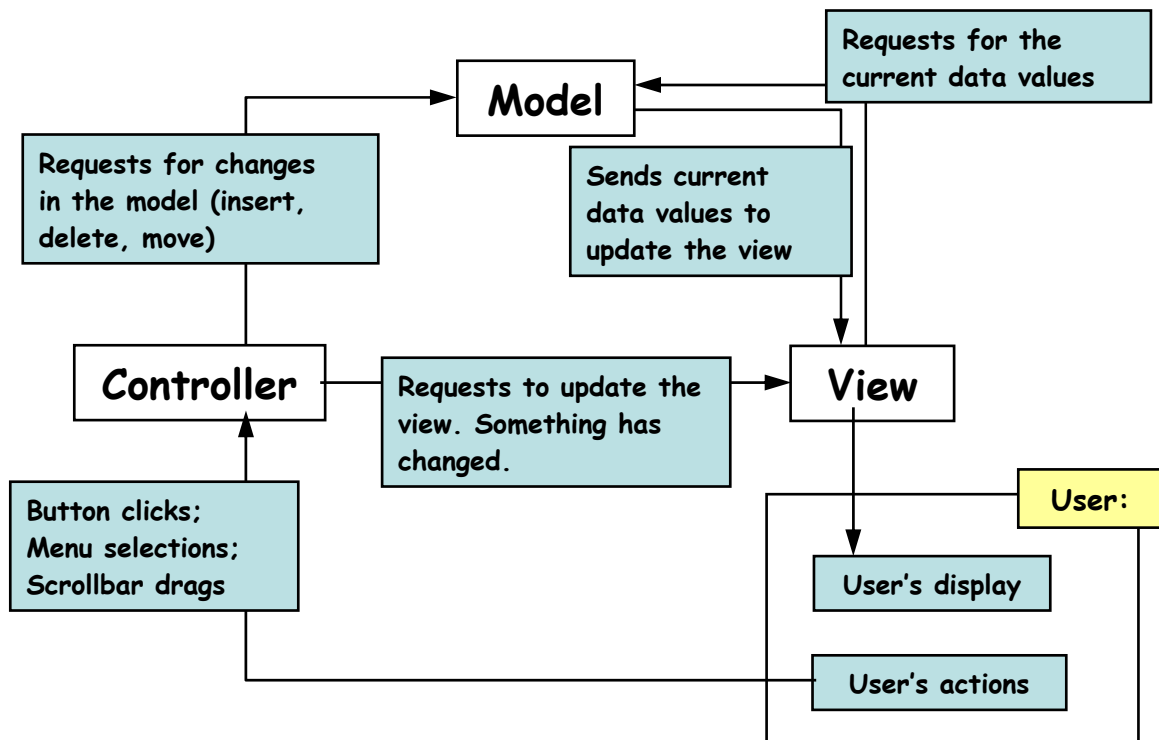 Requests for the
current data values
Model
Requests for changes
in the model (insert,
delete, move)
Sends current
data values to
update the view
Controller
Requests to update the
view. Something has
changed.
View
Button clicks;
Menu selections;
Scrollbar drags
User:
User’s display
User’s actions